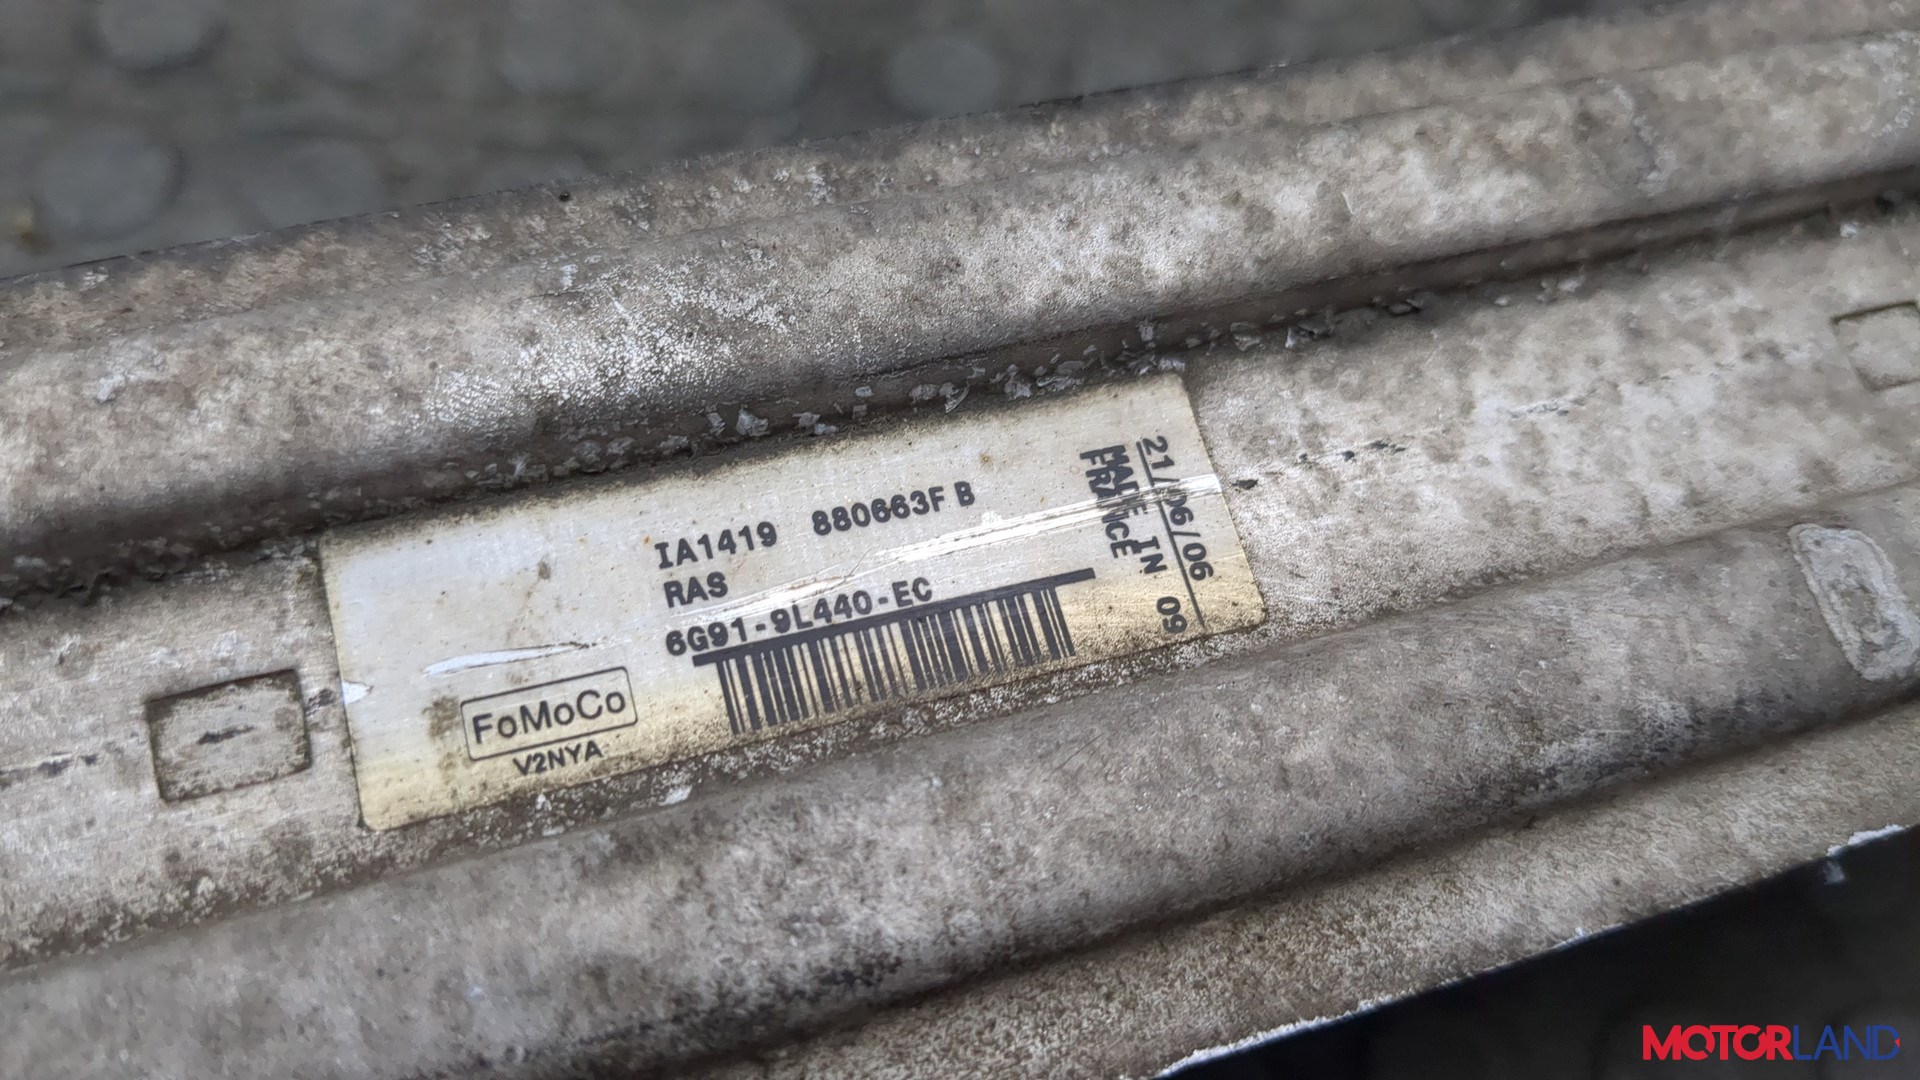 IA1419 880663F B
RAS
6G91-9L440-EC
FoMoCo
V2NYA
21/06/06 09
MADE IN
FRANCE
MOTORLAND